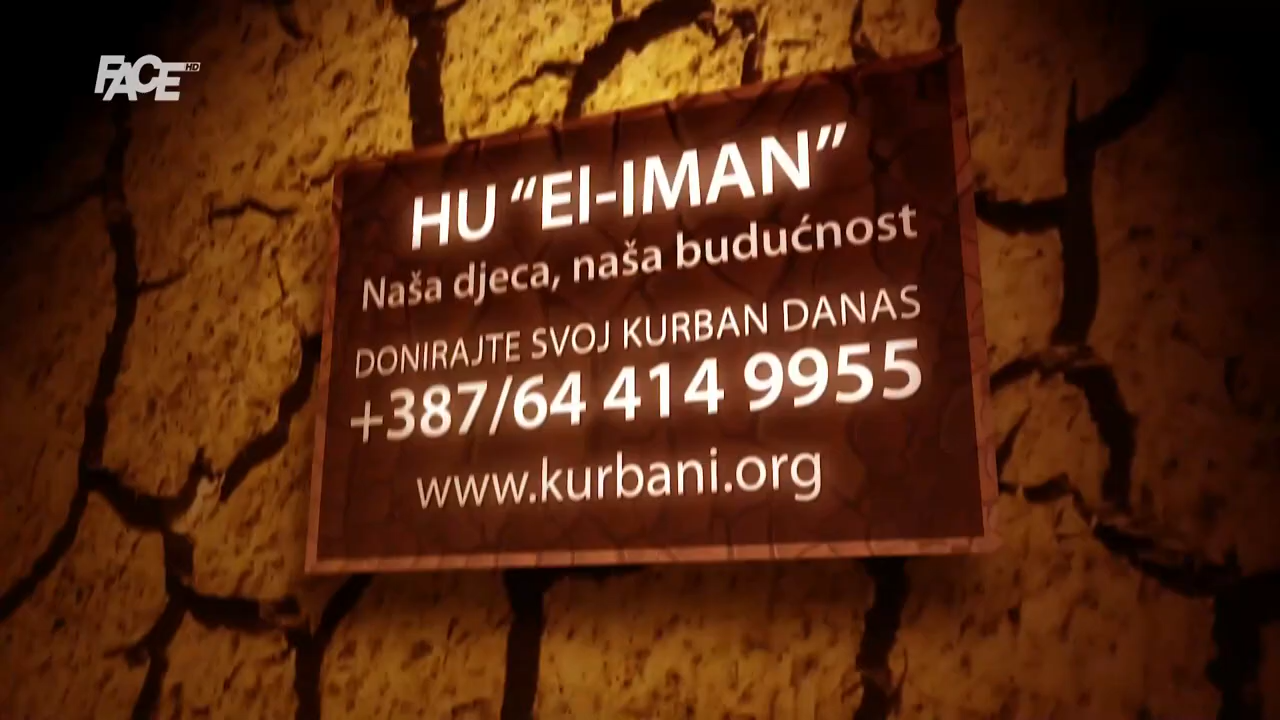 FACE HD
HU “El-IMAN”
Naša djeca, naša budućnost
DONIRAJTE SVOJ KURBAN DANAS
+387/64 414 9955
www.kurbani.org